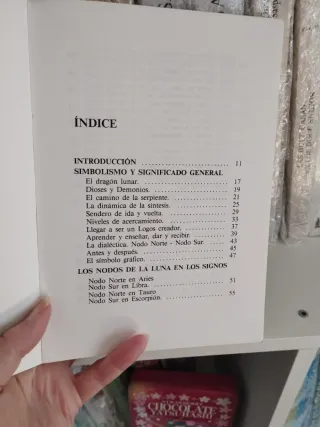 ÍNDICE
INTRODUCCIÓN 11
SIMBOLISMO Y SIGNIFICADO GENERAL
El dragón lunar. 17
Dioses y Demonios. 19
El camino de la serpiente. 21
La dinámica de la síntesis. 25
Sendero de ida y vuelta. 29
Niveles de acercamiento. 33
Llegar a ser un Logos creador. 37
Aprender y enseñar, dar y recibir. 39
La dialéctica. Nodo Norte - Nodo Sur. 43
Antes y después. 45
El símbolo gráfico. 47
LOS NODOS DE LA LUNA EN LOS SIGNOS
Nodo Norte en Aries
Nodo Sur en Libra. 51
Nodo Norte en Tauro
Nodo Sur en Escorpión. 55
CHOCOLATE
YATSUHASHI